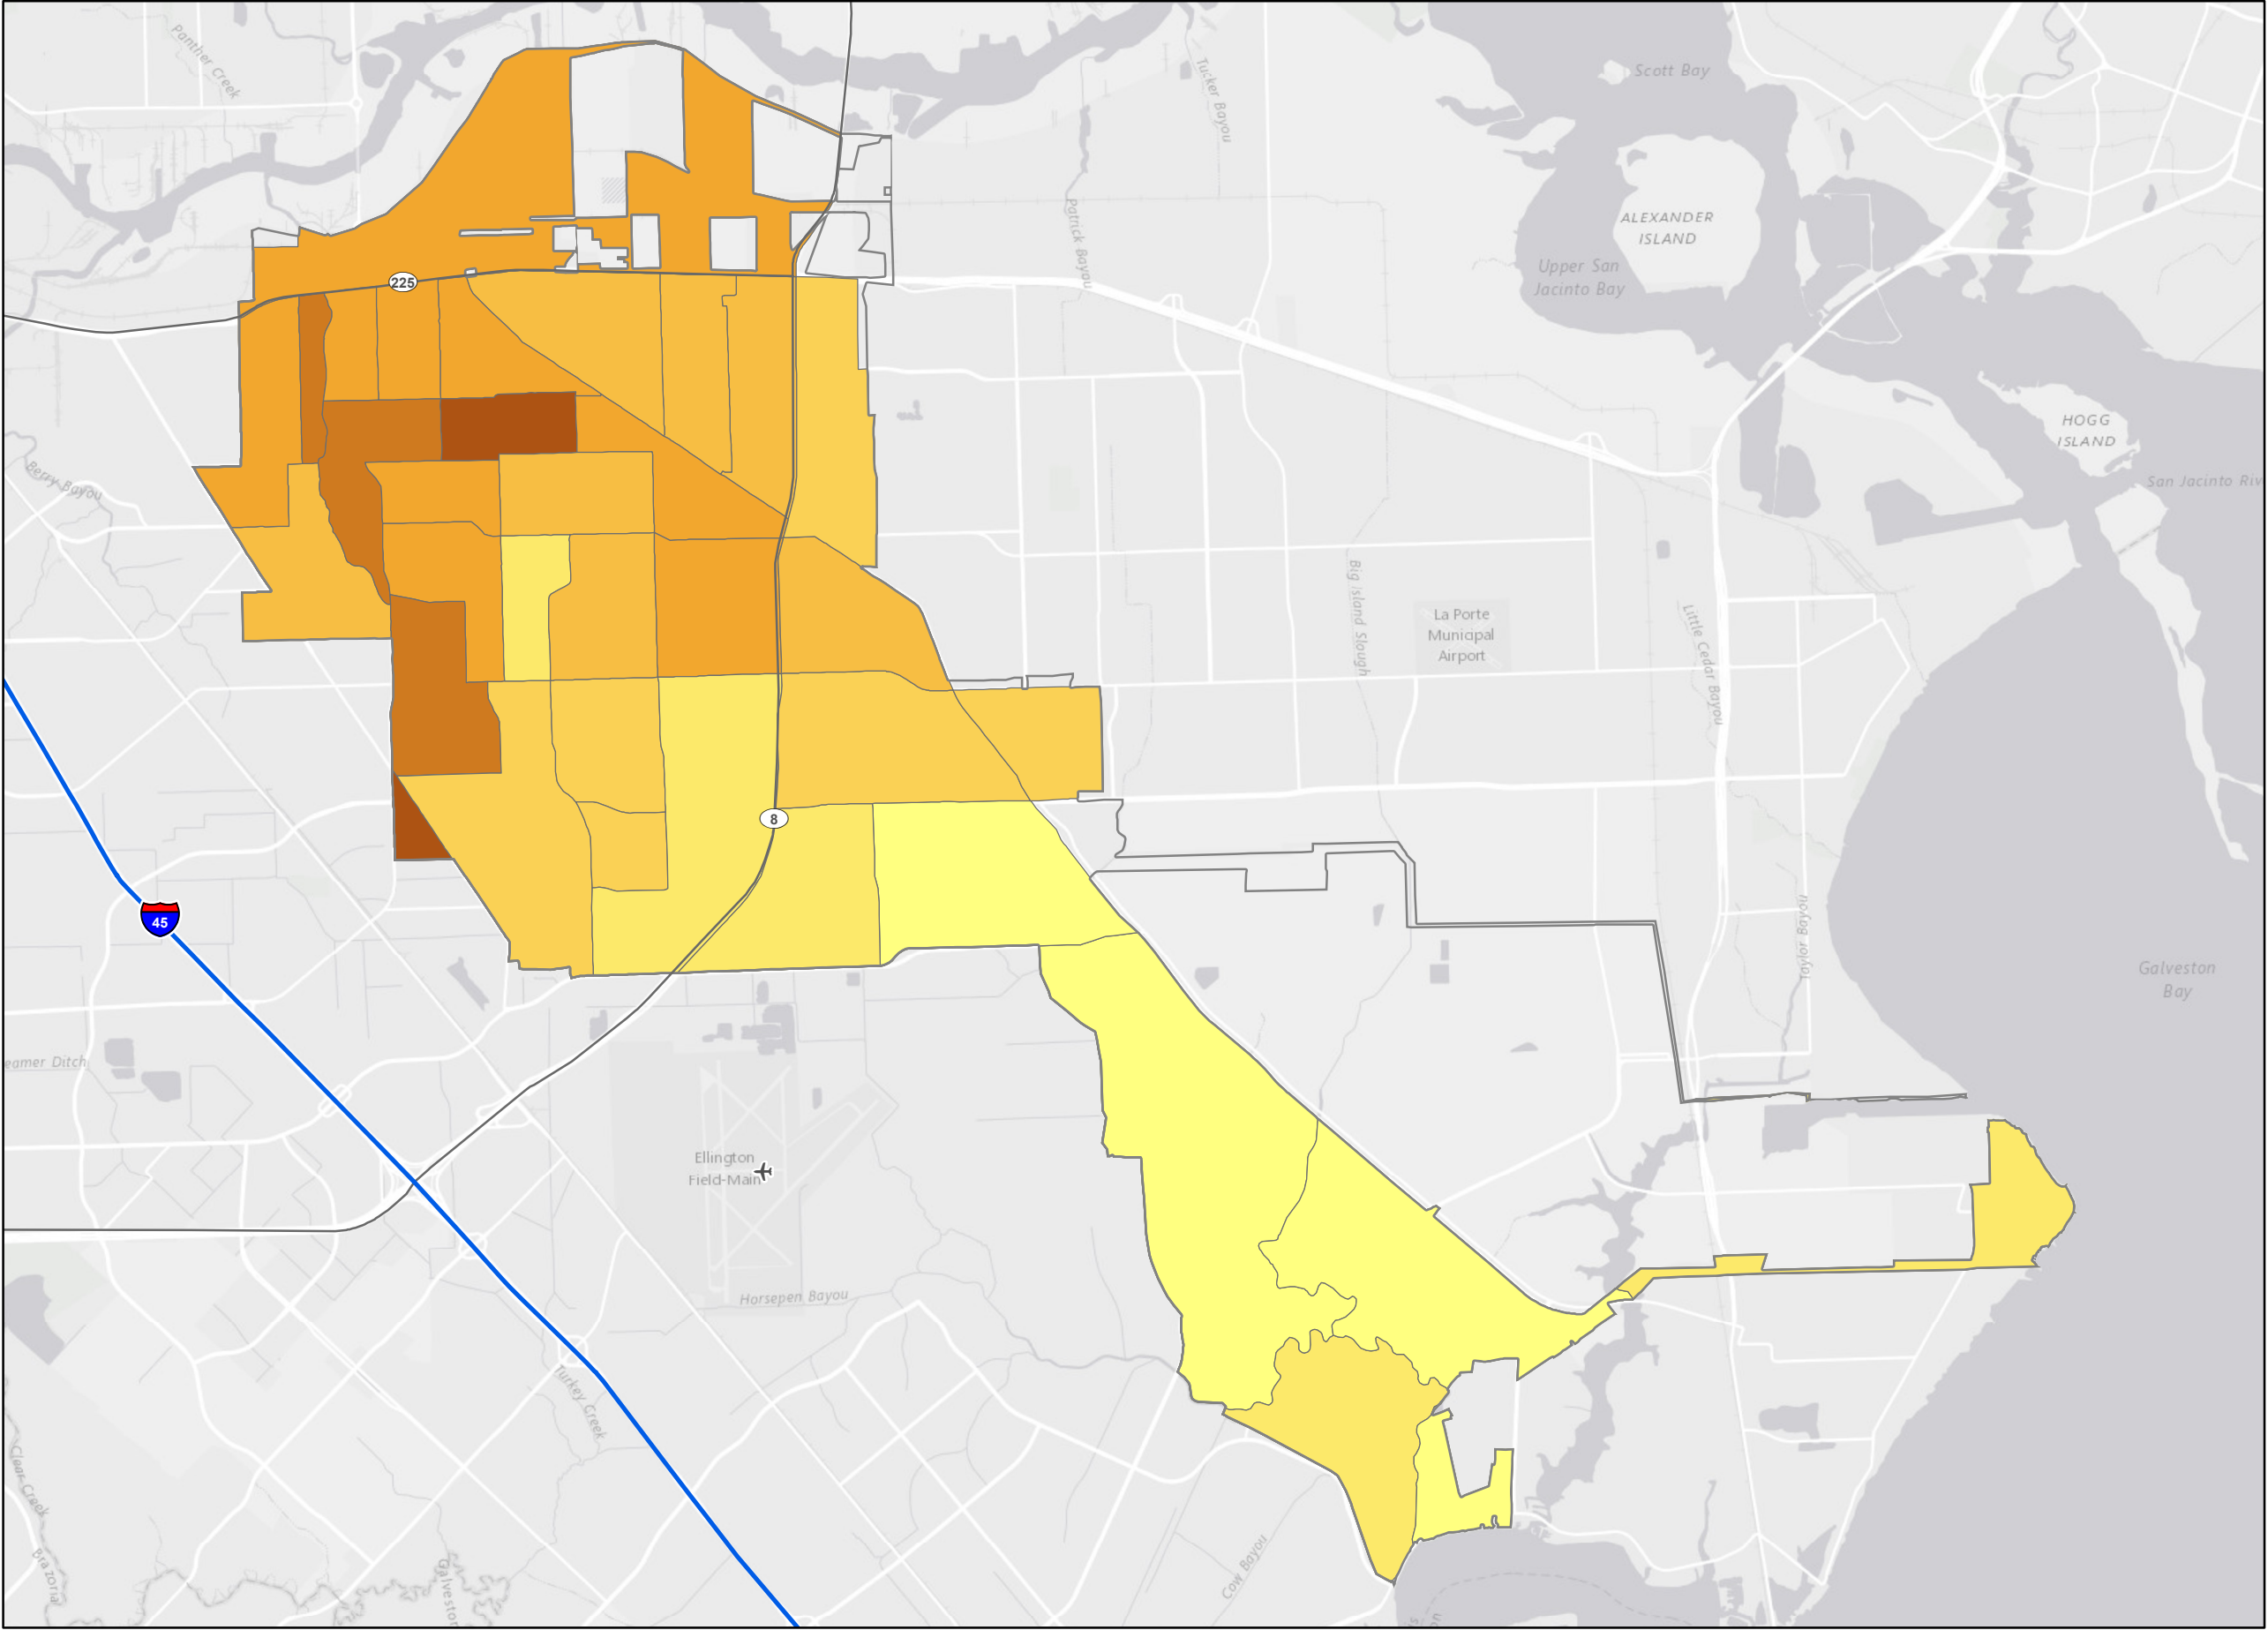 Panther Creek
Tucker Bayou
Scott Bay
ALEXANDER
ISLAND
Patrick Bayou
Upper San
Jacinto Bay
225
HOGG
ISLAND
San Jacinto Riv
Berry Bayou
Big Island Slough
La Porte
Municipal
Airport
Little Cedar Bayou
8
45
Taylor Bayou
Galveston
Bay
eamer Ditch
Ellington
Field-Main
Horsepen Bayou
Turkey Creek
Clear Creek
Brazoria
Galveston
Cow Bayou